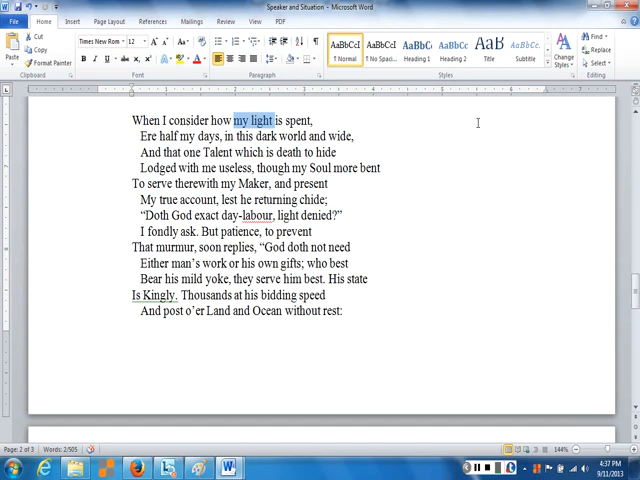 Speaker and Situation - Microsoft Word
File Home Insert Page Layout References Mailings Review View PDF
Paste Cut Copy Format Painter
Clipboard
Times New Rom 12
Font
Paragraph
AaBbCcI AaBbCcI AaBbCc AaBbCc AaB AaBbCcI
¶ Normal ¶ No Spaci... Heading 1 Heading 2 Title Subtitle
Styles
Change Styles
Find
Replace
Select
Editing
When I consider how my light is spent,
Ere half my days, in this dark world and wide,
And that one Talent which is death to hide
Lodged with me useless, though my Soul more bent
To serve therewith my Maker, and present
My true account, lest he returning chide;
“Doth God exact day-labour, light denied?”
I fondly ask. But patience, to prevent
That murmur, soon replies, “God doth not need
Either man’s work or his own gifts; who best
Bear his mild yoke, they serve him best. His state
Is Kingly. Thousands at his bidding speed
And post o’er Land and Ocean without rest:
Page: 2 of 3 Words: 2/505 144%
4:37 PM
9/11/2013